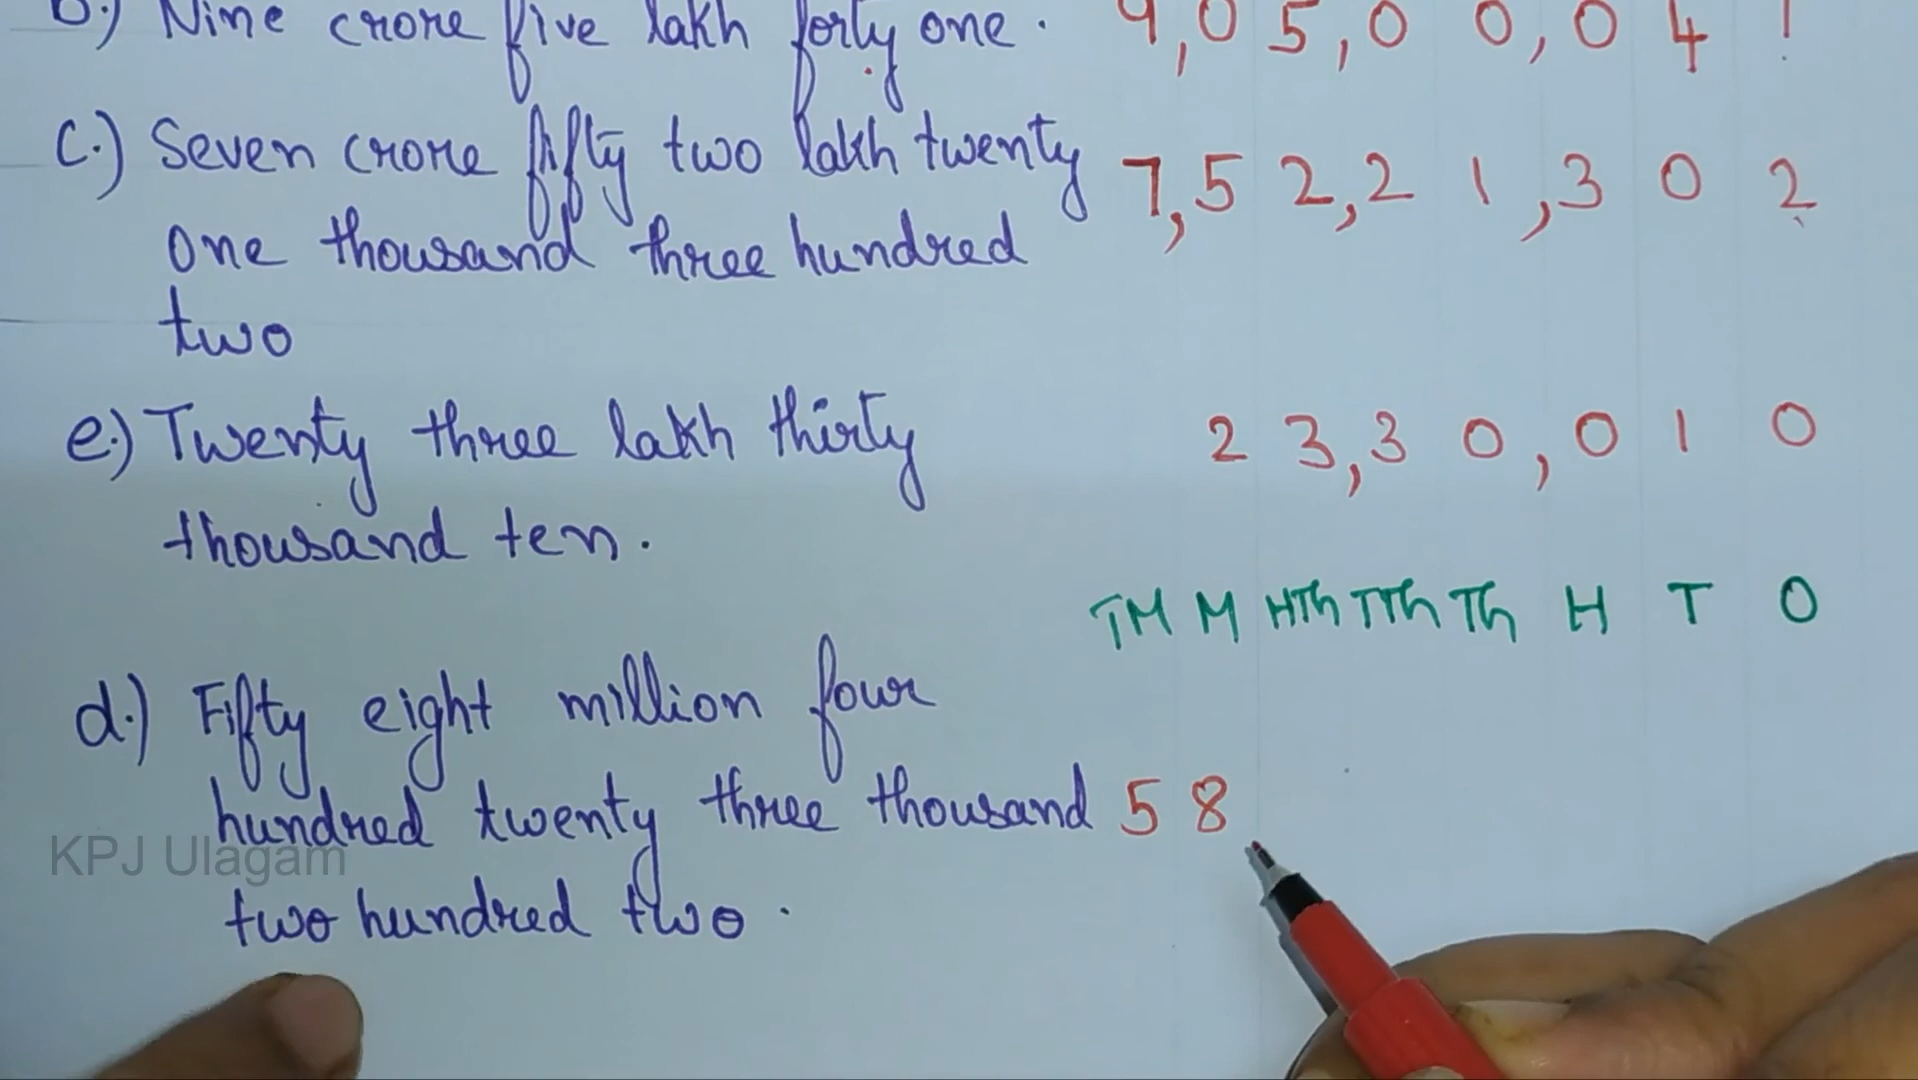 b.) Nine crore five lakh forty one. 9,05,00,041
c.) Seven crore fifty two lakh twenty 7,52,21,302
one thousand three hundred
two
e.) Twenty three lakh thirty 23,30,010
thousand ten.
TM M HTh TTh Th H T O
d.) Fifty eight million four
hundred twenty three thousand 58
two hundred two.
KPJ Ulagam